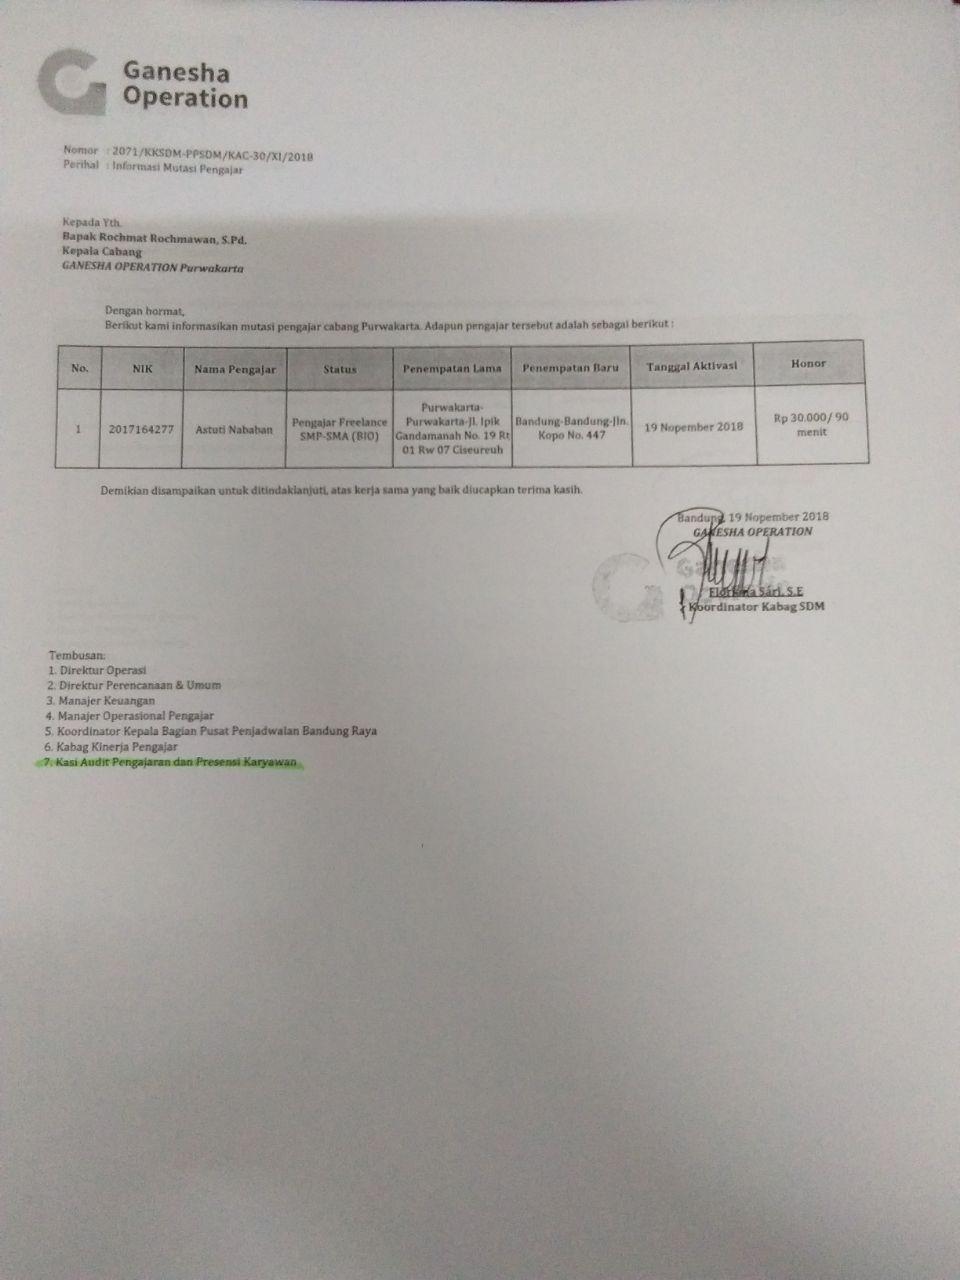 Ganesha
Operation
Nomor : 2071/KKSDM-PPSDM/KAC-30/XI/2018
Perihal : Informasi Mutasi Pengajar
Kepada Yth.
Bapak Rochmat Rochmawan, S.Pd.
Kepala Cabang
GANESHA OPERATION Purwakarta
Dengan hormat,
Berikut kami informasikan mutasi pengajar cabang Purwakarta. Adapun pengajar tersebut adalah sebagai berikut :
No. NIK Nama Pengajar Status Penempatan Lama Penempatan Baru Tanggal Aktivasi Honor
1 2017164277 Astuti Nababan Pengajar Freelance SMP-SMA (BIO) Purwakarta-Purwakarta-Jl. Ipik Gandamanah No. 19 Rt 01 Rw 07 Ciseureuh Bandung-Bandung-Jln. Kopo No. 447 19 Nopember 2018 Rp 30.000/ 90 menit
Demikian disampaikan untuk ditindaklanjuti, atas kerja sama yang baik diucapkan terima kasih.
Bandung, 19 Nopember 2018
GANESHA OPERATION
Sari, S.E
Koordinator Kabag SDM
Tembusan:
1. Direktur Operasi
2. Direktur Perencanaan & Umum
3. Manajer Keuangan
4. Manajer Operasional Pengajar
5. Koordinator Kepala Bagian Pusat Penjadwalan Bandung Raya
6. Kabag Kinerja Pengajar
7. Kasi Audit Pengajaran dan Presensi Karyawan